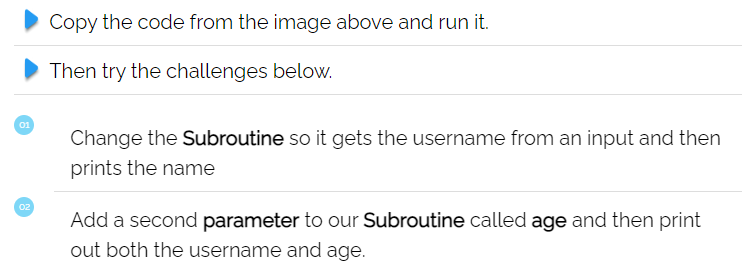 Copy the code from the image above and run it.
Then try the challenges below.
01
Change the Subroutine so it gets the username from an input and then
prints the name
02
Add a second parameter to our Subroutine called age and then print
out both the username and age.